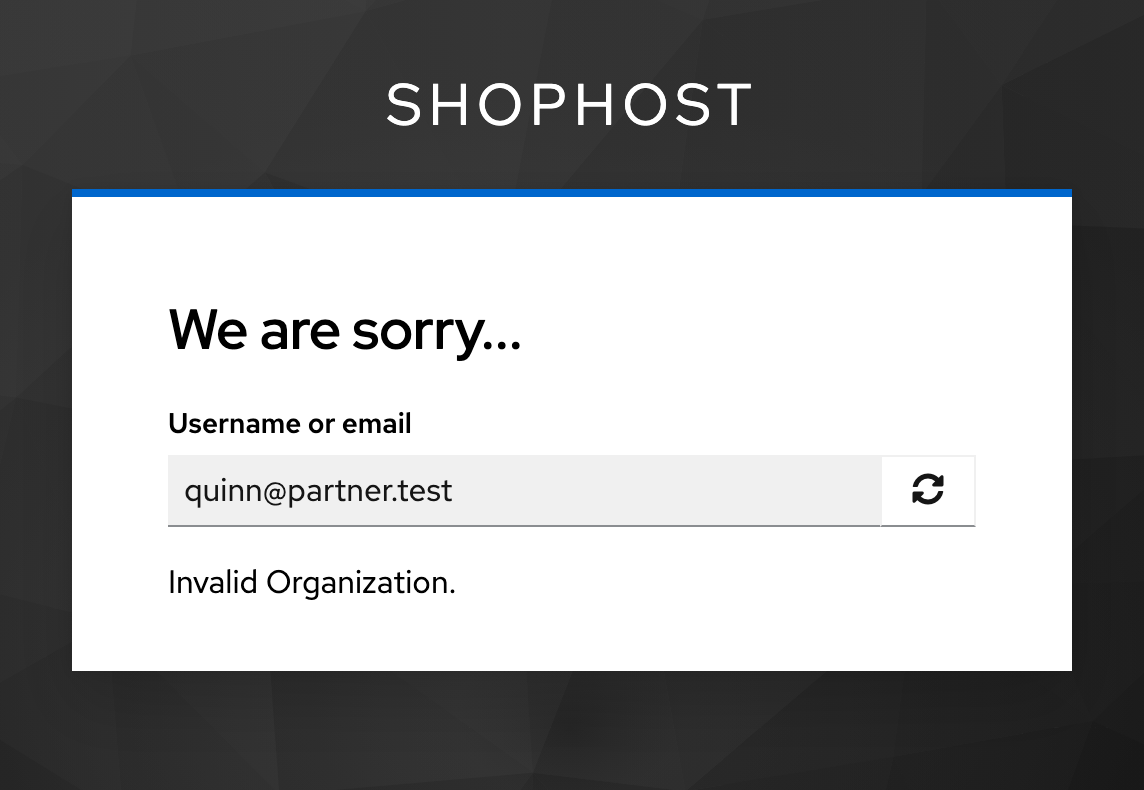 SHOPHOST
We are sorry...
Username or email
quinn@partner.test
Invalid Organization.